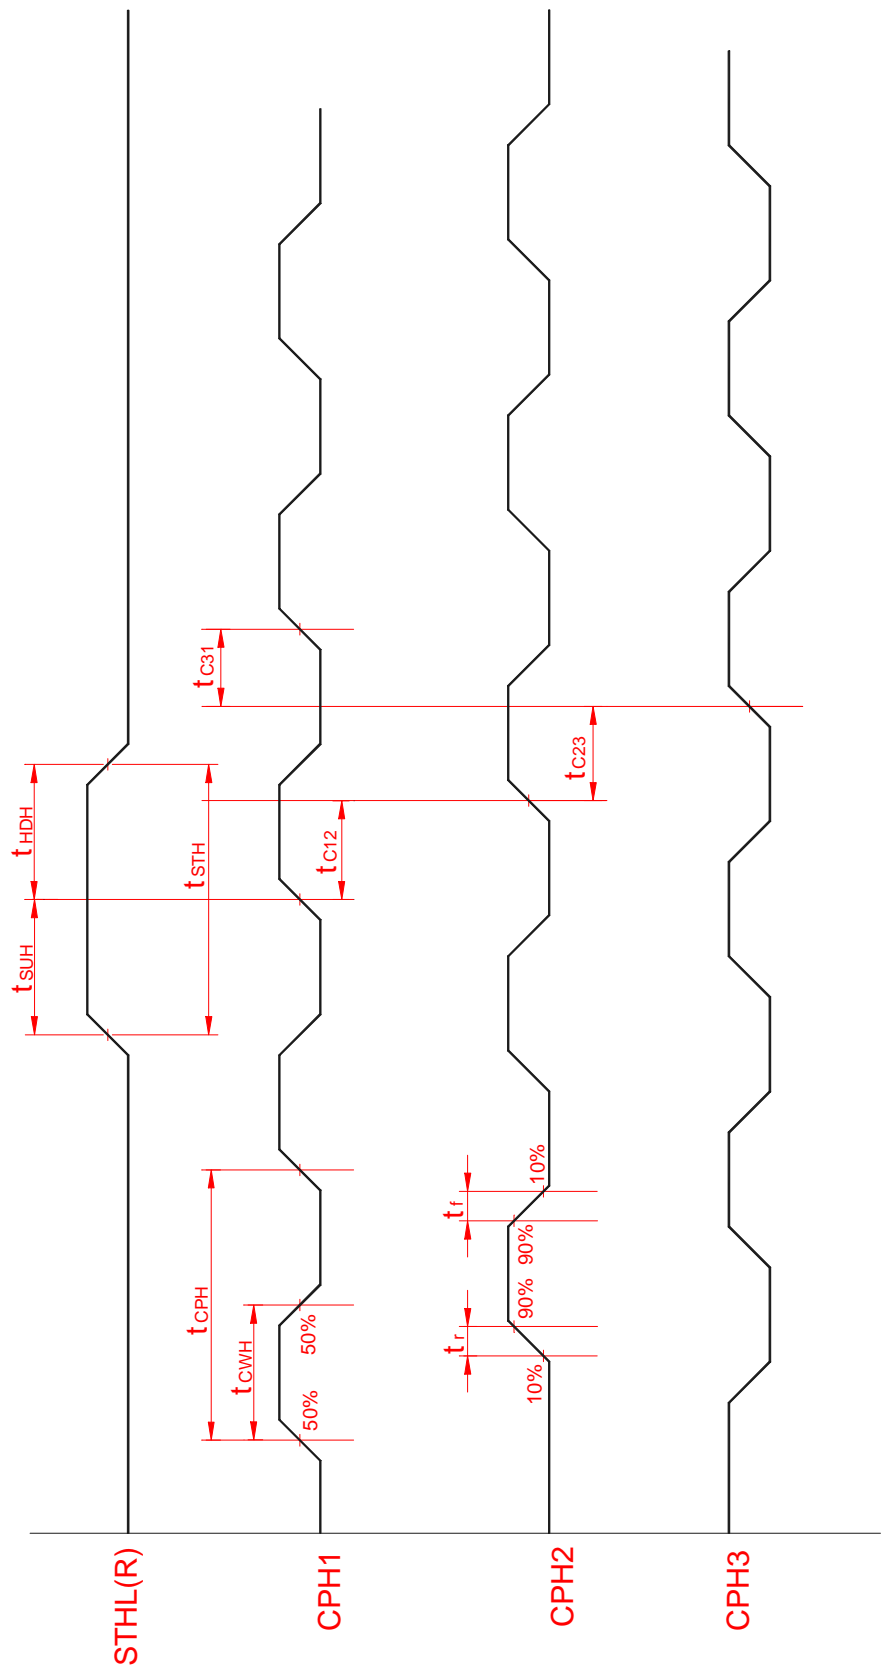 STHL(R)
tSUH
tHDH
tSTH
CPH1
tCPH
tCWH
50%
50%
tC12
tC31
CPH2
tr
tf
10%
90%
90%
10%
tC23
CPH3